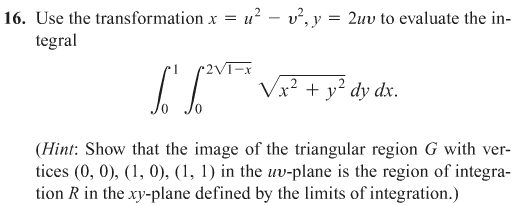 16. Use the transformation x = u² − v², y = 2uv to evaluate the in-
tegral
∫₀¹ ∫₀^{2√(1−x)} √(x² + y²) dy dx.
(Hint: Show that the image of the triangular region G with ver-
tices (0, 0), (1, 0), (1, 1) in the uv-plane is the region of integra-
tion R in the xy-plane defined by the limits of integration.)